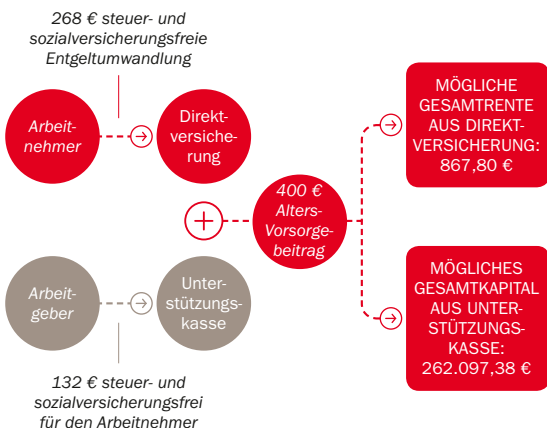 268 € steuer- und
sozialversicherungsfreie
Entgeltumwandlung
Arbeit-
nehmer
Direkt-
versiche-
rung
400 €
Alters-
Vorsorge-
beitrag
MÖGLICHE
GESAMTRENTE
AUS DIREKT-
VERSICHERUNG:
867,80 €
Arbeit-
geber
Unter-
stützungs-
kasse
MÖGLICHES
GESAMTKAPITAL
AUS UNTER-
STÜTZUNGS-
KASSE:
262.097,38 €
132 € steuer- und
sozialversicherungsfrei
für den Arbeitnehmer